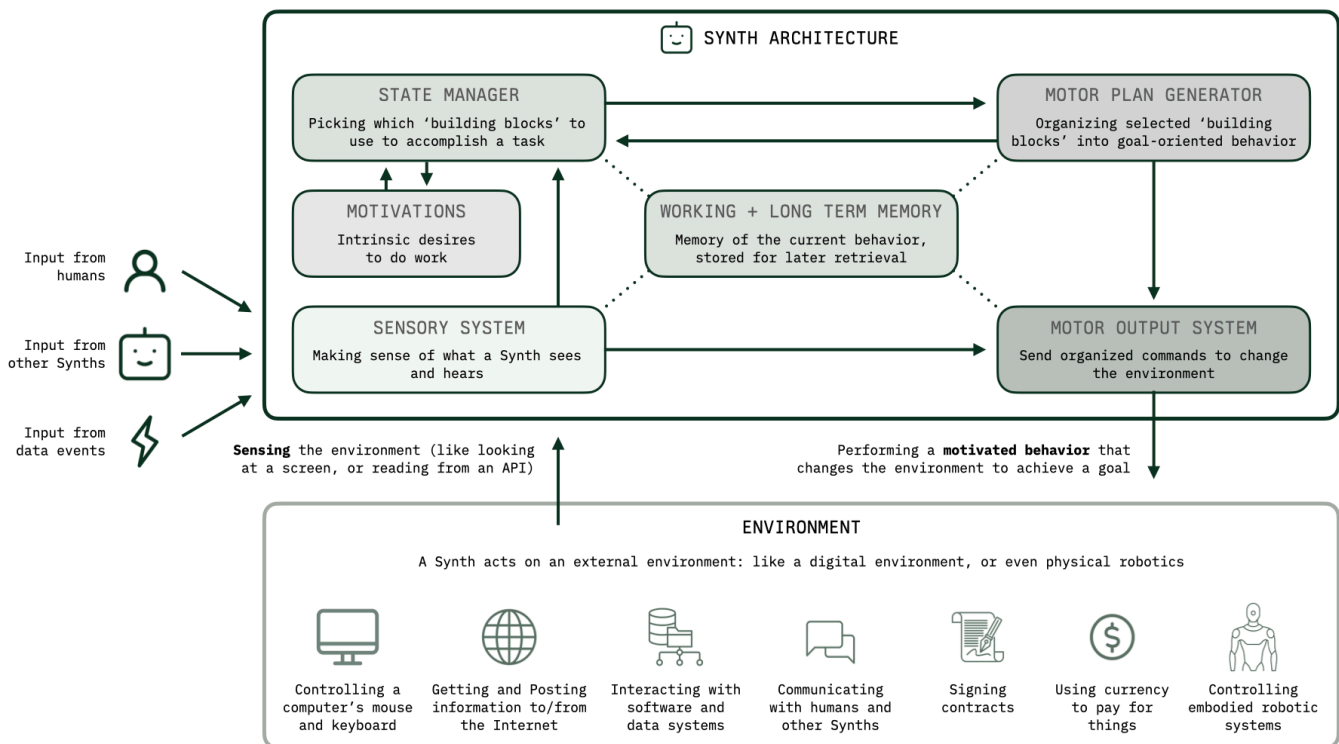 SYNTH ARCHITECTURE
STATE MANAGER
Picking which ‘building blocks’ to
use to accomplish a task
MOTOR PLAN GENERATOR
Organizing selected ‘building
blocks’ into goal-oriented behavior
MOTIVATIONS
Intrinsic desires
to do work
WORKING + LONG TERM MEMORY
Memory of the current behavior,
stored for later retrieval
Input from
humans
Input from
other Synths
Input from
data events
SENSORY SYSTEM
Making sense of what a Synth sees
and hears
MOTOR OUTPUT SYSTEM
Send organized commands to change
the environment
Sensing the environment (like looking
at a screen, or reading from an API)
Performing a motivated behavior that
changes the environment to achieve a goal
ENVIRONMENT
A Synth acts on an external environment: like a digital environment, or even physical robotics
$
Controlling a
computer’s mouse
and keyboard
Getting and Posting
information to/from
the Internet
Interacting with
software and
data systems
Communicating
with humans and
other Synths
Signing
contracts
Using currency
to pay for
things
Controlling
embodied robotic
systems